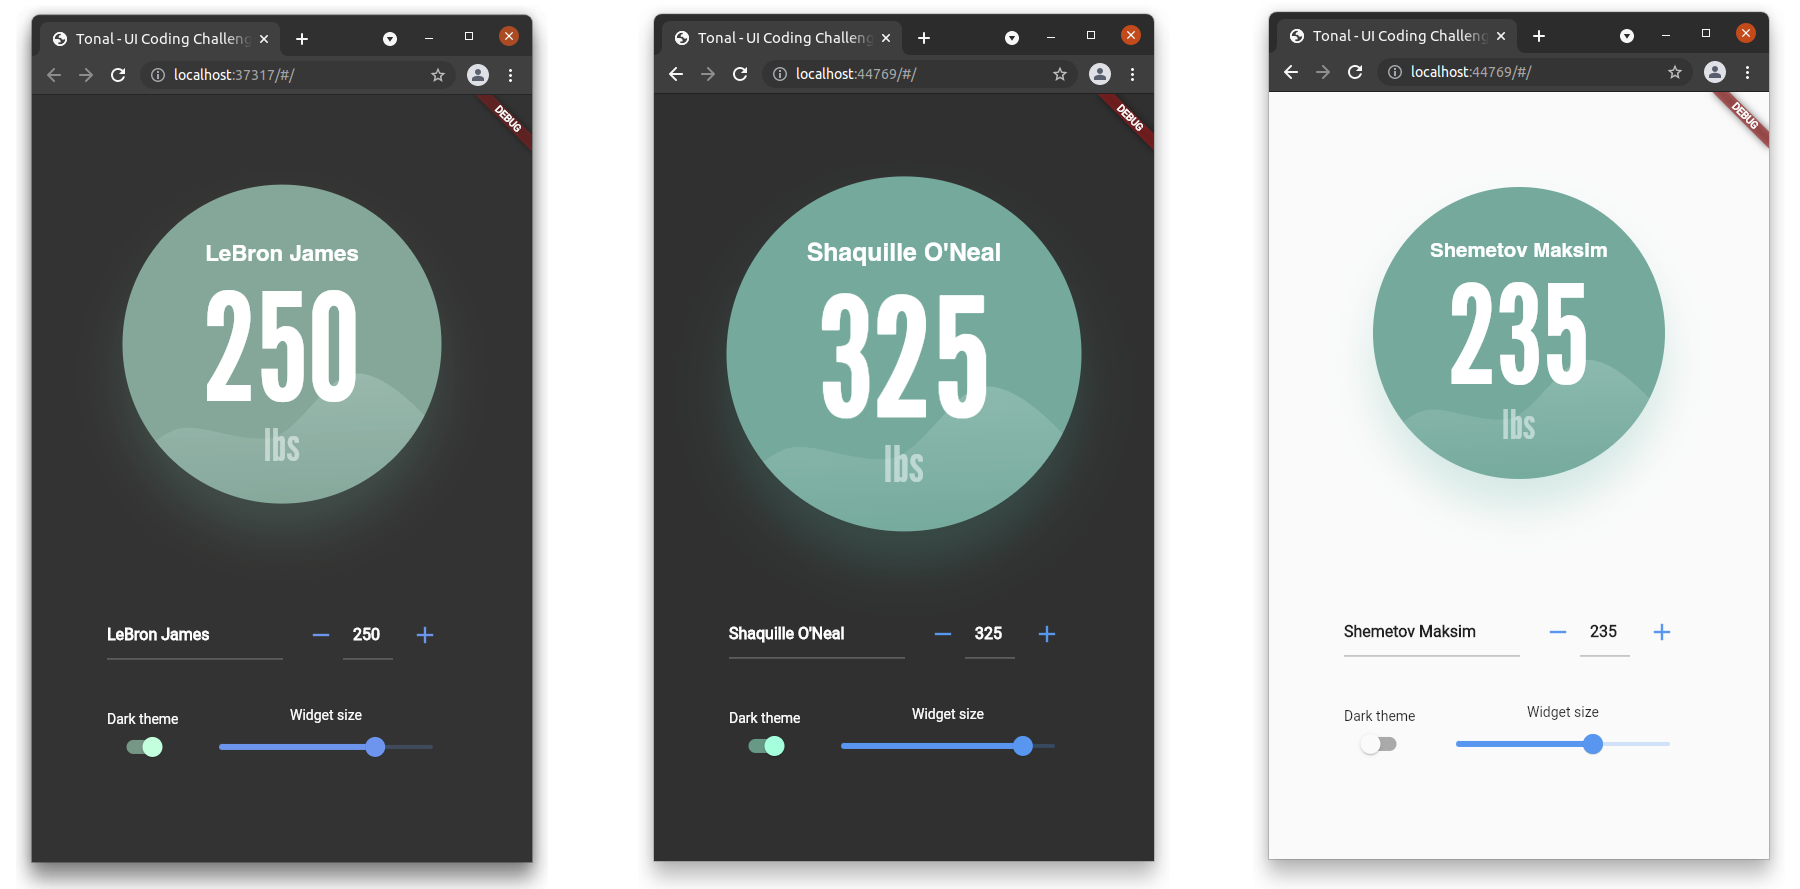 Tonal - UI Coding Challeng
localhost:37317/#/
DEBUG
LeBron James
250
lbs
LeBron James
250
Dark theme
Widget size
Tonal - UI Coding Challeng
localhost:44769/#/
DEBUG
Shaquille O'Neal
325
lbs
Shaquille O'Neal
325
Dark theme
Widget size
Tonal - UI Coding Challeng
localhost:44769/#/
DEBUG
Shemetov Maksim
235
lbs
Shemetov Maksim
235
Dark theme
Widget size